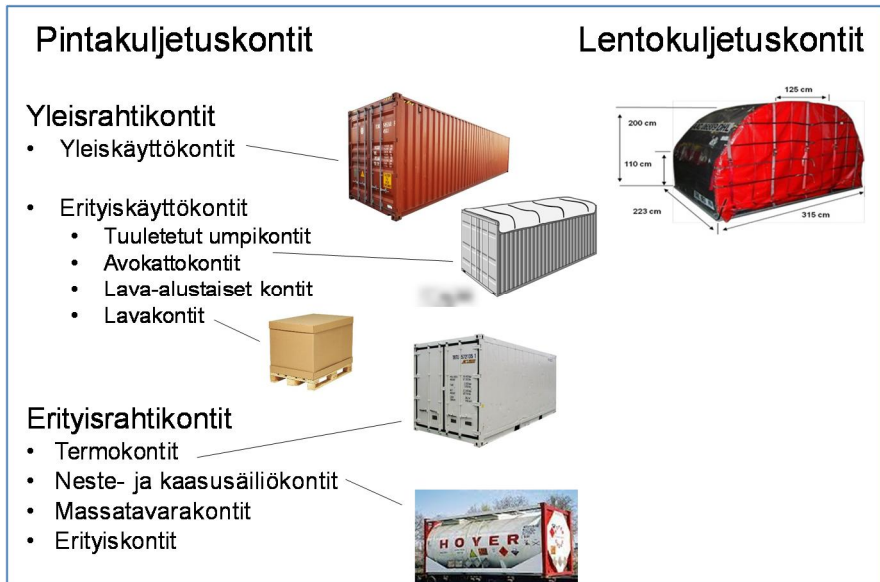 Pintakuljetuskontit
Lentokuljetuskontit
Yleisrahtikontit
• Yleiskäyttökontit
• Erityiskäyttökontit
• Tuuletetut umpikontit
• Avokattokontit
• Lava-alustaiset kontit
• Lavakontit
Erityisrahtikontit
• Termokontit
• Neste- ja kaasusäiliökontit
• Massatavarakontit
• Erityiskontit
125 cm
200 cm
110 cm
223 cm
315 cm
HOYER